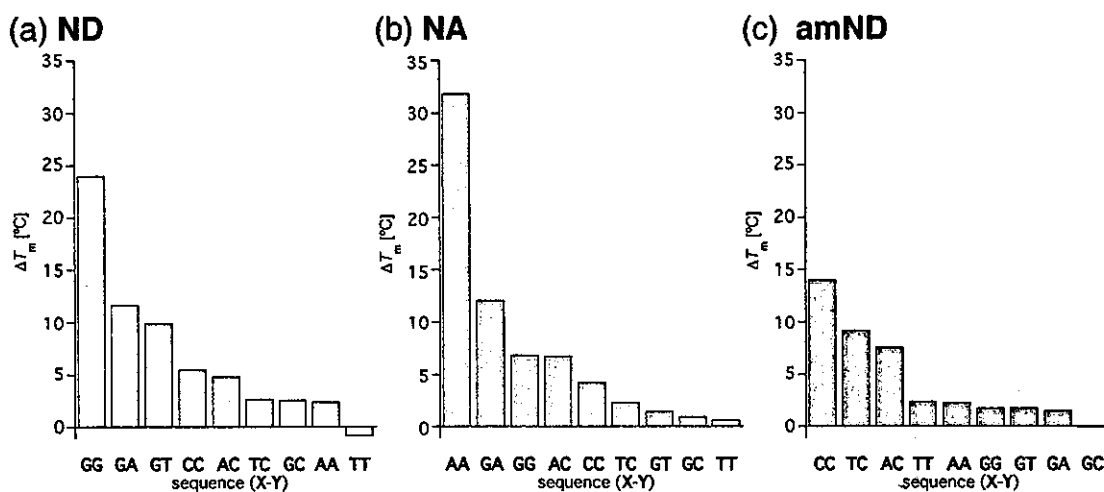 (a) ND
35
30
25
20
15
10
5
0
ΔTm [°C]
GG GA GT CC AC TC GC AA TT
sequence (X-Y)
(b) NA
35
30
25
20
15
10
5
0
ΔTm [°C]
AA GA GG AC CC TC GT GC TT
sequence (X-Y)
(c) amND
35
30
25
20
15
10
5
0
ΔTm [°C]
CC TC AC TT AA GG GT GA GC
sequence (X-Y)